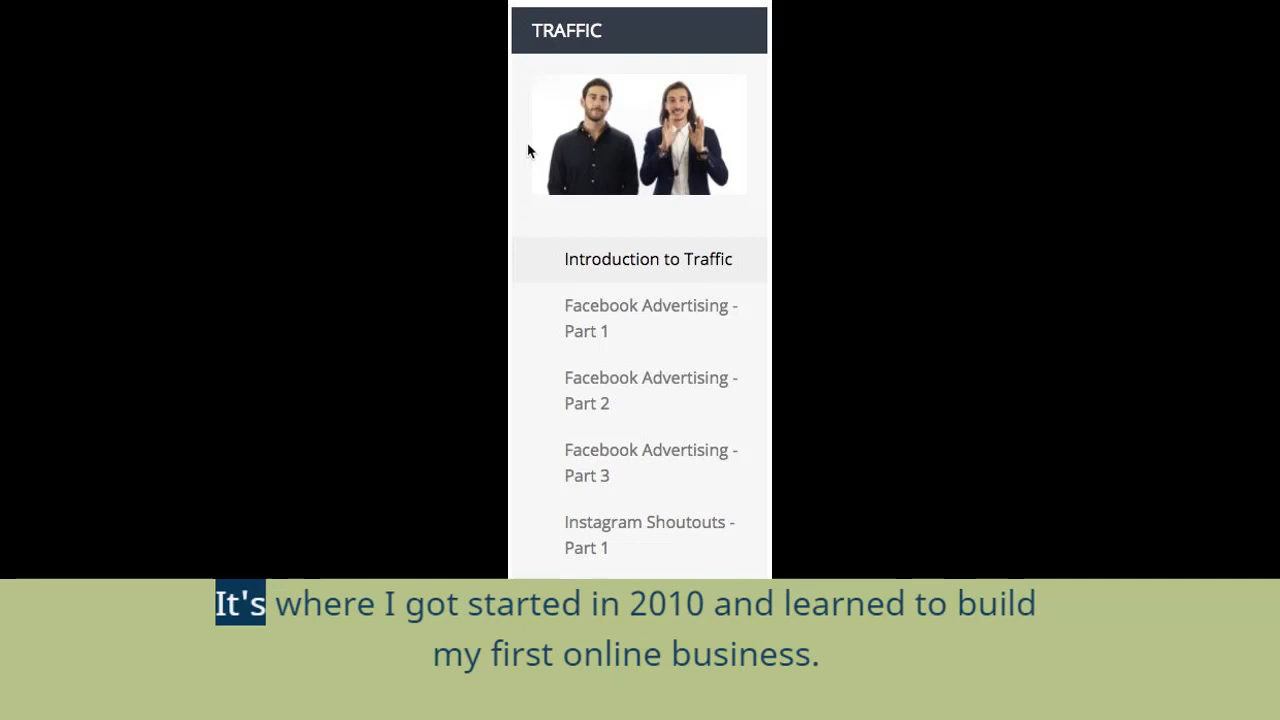 TRAFFIC
Introduction to Traffic
Facebook Advertising -
Part 1
Facebook Advertising -
Part 2
Facebook Advertising -
Part 3
Instagram Shoutouts -
Part 1
It's where I got started in 2010 and learned to build
my first online business.